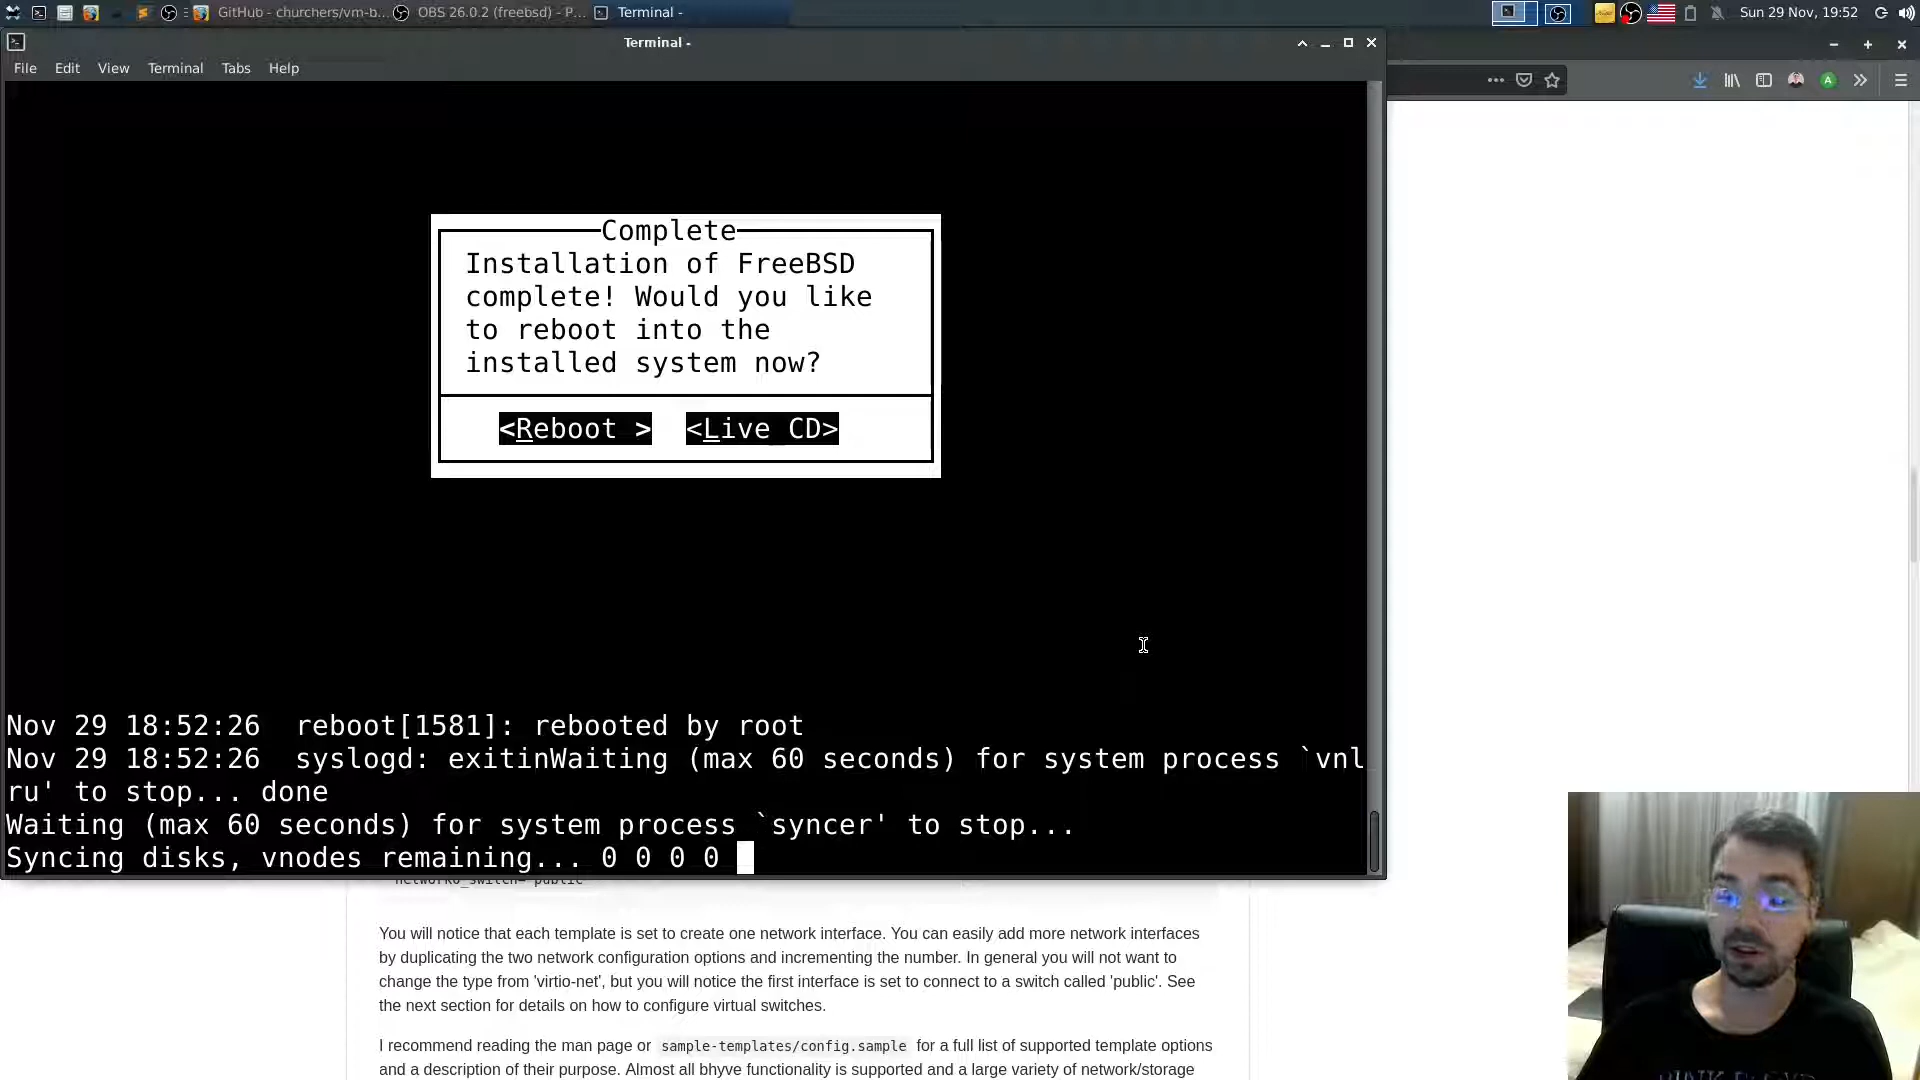 GitHub - churchers/vm-b...
OBS 26.0.2 (freebsd) - P...
Terminal -
Sun 29 Nov, 19:52
Terminal -
File Edit View Terminal Tabs Help
A
Complete
Installation of FreeBSD
complete! Would you like
to reboot into the
installed system now?
<Reboot > <Live CD>
Nov 29 18:52:26 reboot[1581]: rebooted by root
Nov 29 18:52:26 syslogd: exitinWaiting (max 60 seconds) for system process `vnl
ru' to stop... done
Waiting (max 60 seconds) for system process `syncer' to stop...
Syncing disks, vnodes remaining... 0 0 0 0
You will notice that each template is set to create one network interface. You can easily add more network interfaces
by duplicating the two network configuration options and incrementing the number. In general you will not want to
change the type from 'virtio-net', but you will notice the first interface is set to connect to a switch called 'public'. See
the next section for details on how to configure virtual switches.
I recommend reading the man page or sample-templates/config.sample for a full list of supported template options
and a description of their purpose. Almost all bhyve functionality is supported and a large variety of network/storage